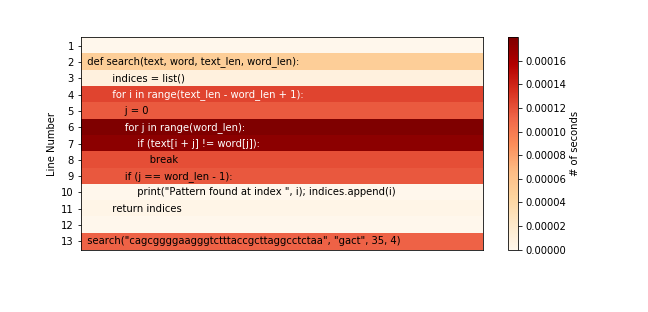 Line Number
1
2 def search(text, word, text_len, word_len):
3 indices = list()
4 for i in range(text_len - word_len + 1):
5 j = 0
6 for j in range(word_len):
7 if (text[i + j] != word[j]):
8 break
9 if (j == word_len - 1):
10 print("Pattern found at index ", i); indices.append(i)
11 return indices
12
13 search("cagcggggaagggtctttaccgcttaggcctctaa", "gact", 35, 4)
0.00016
0.00014
0.00012
0.00010
0.00008
0.00006
0.00004
0.00002
0.00000
# of seconds